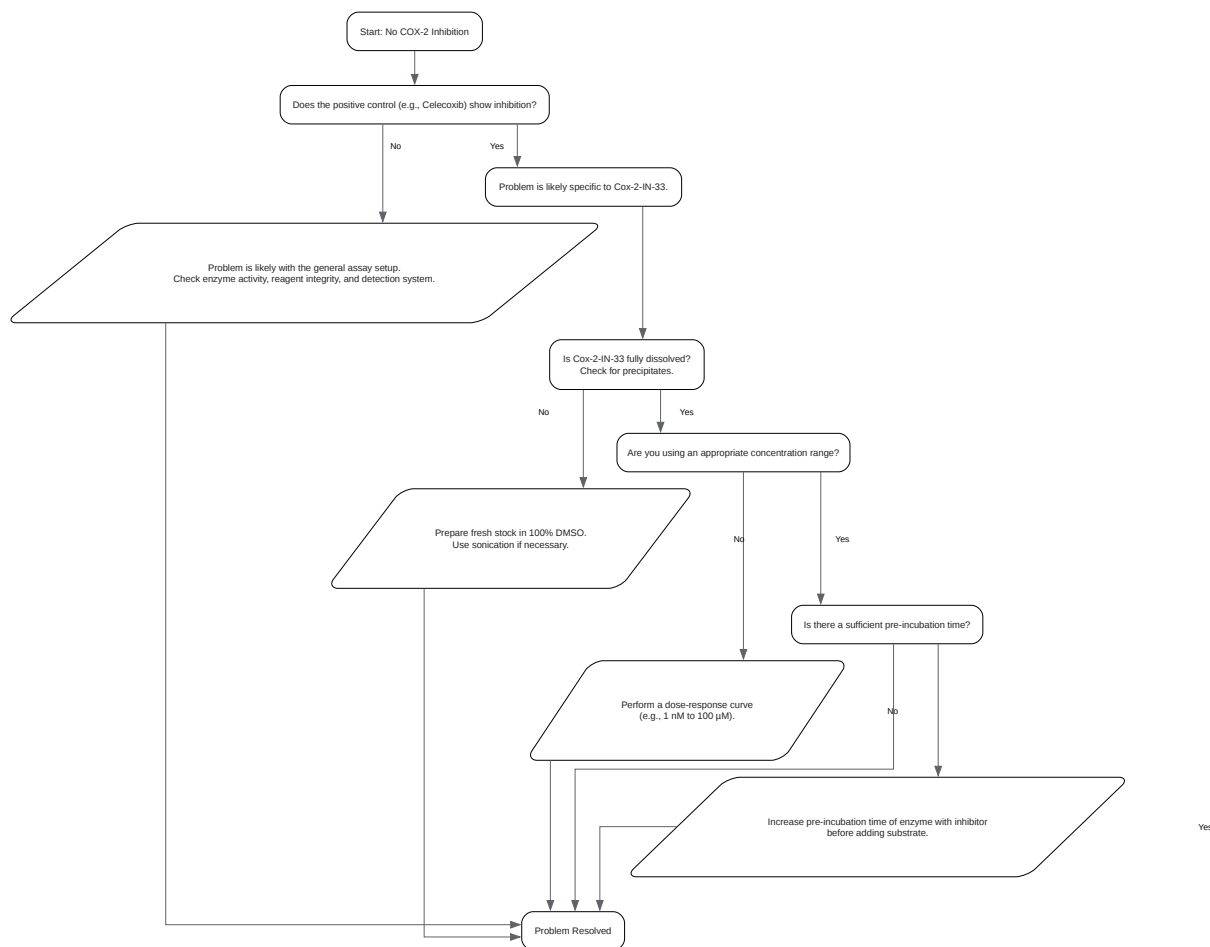 Start: No COX-2 Inhibition
Does the positive control (e.g., Celecoxib) show inhibition?
No
Yes
Problem is likely specific to Cox-2-IN-33.
Problem is likely with the general assay setup.
Check enzyme activity, reagent integrity, and detection system.
Is Cox-2-IN-33 fully dissolved?
Check for precipitates.
No
Yes
Are you using an appropriate concentration range?
Prepare fresh stock in 100% DMSO.
Use sonication if necessary.
No
Yes
Is there a sufficient pre-incubation time?
Perform a dose-response curve
(e.g., 1 nM to 100 µM).
No
Increase pre-incubation time of enzyme with inhibitor
before adding substrate.
Yes
Problem Resolved